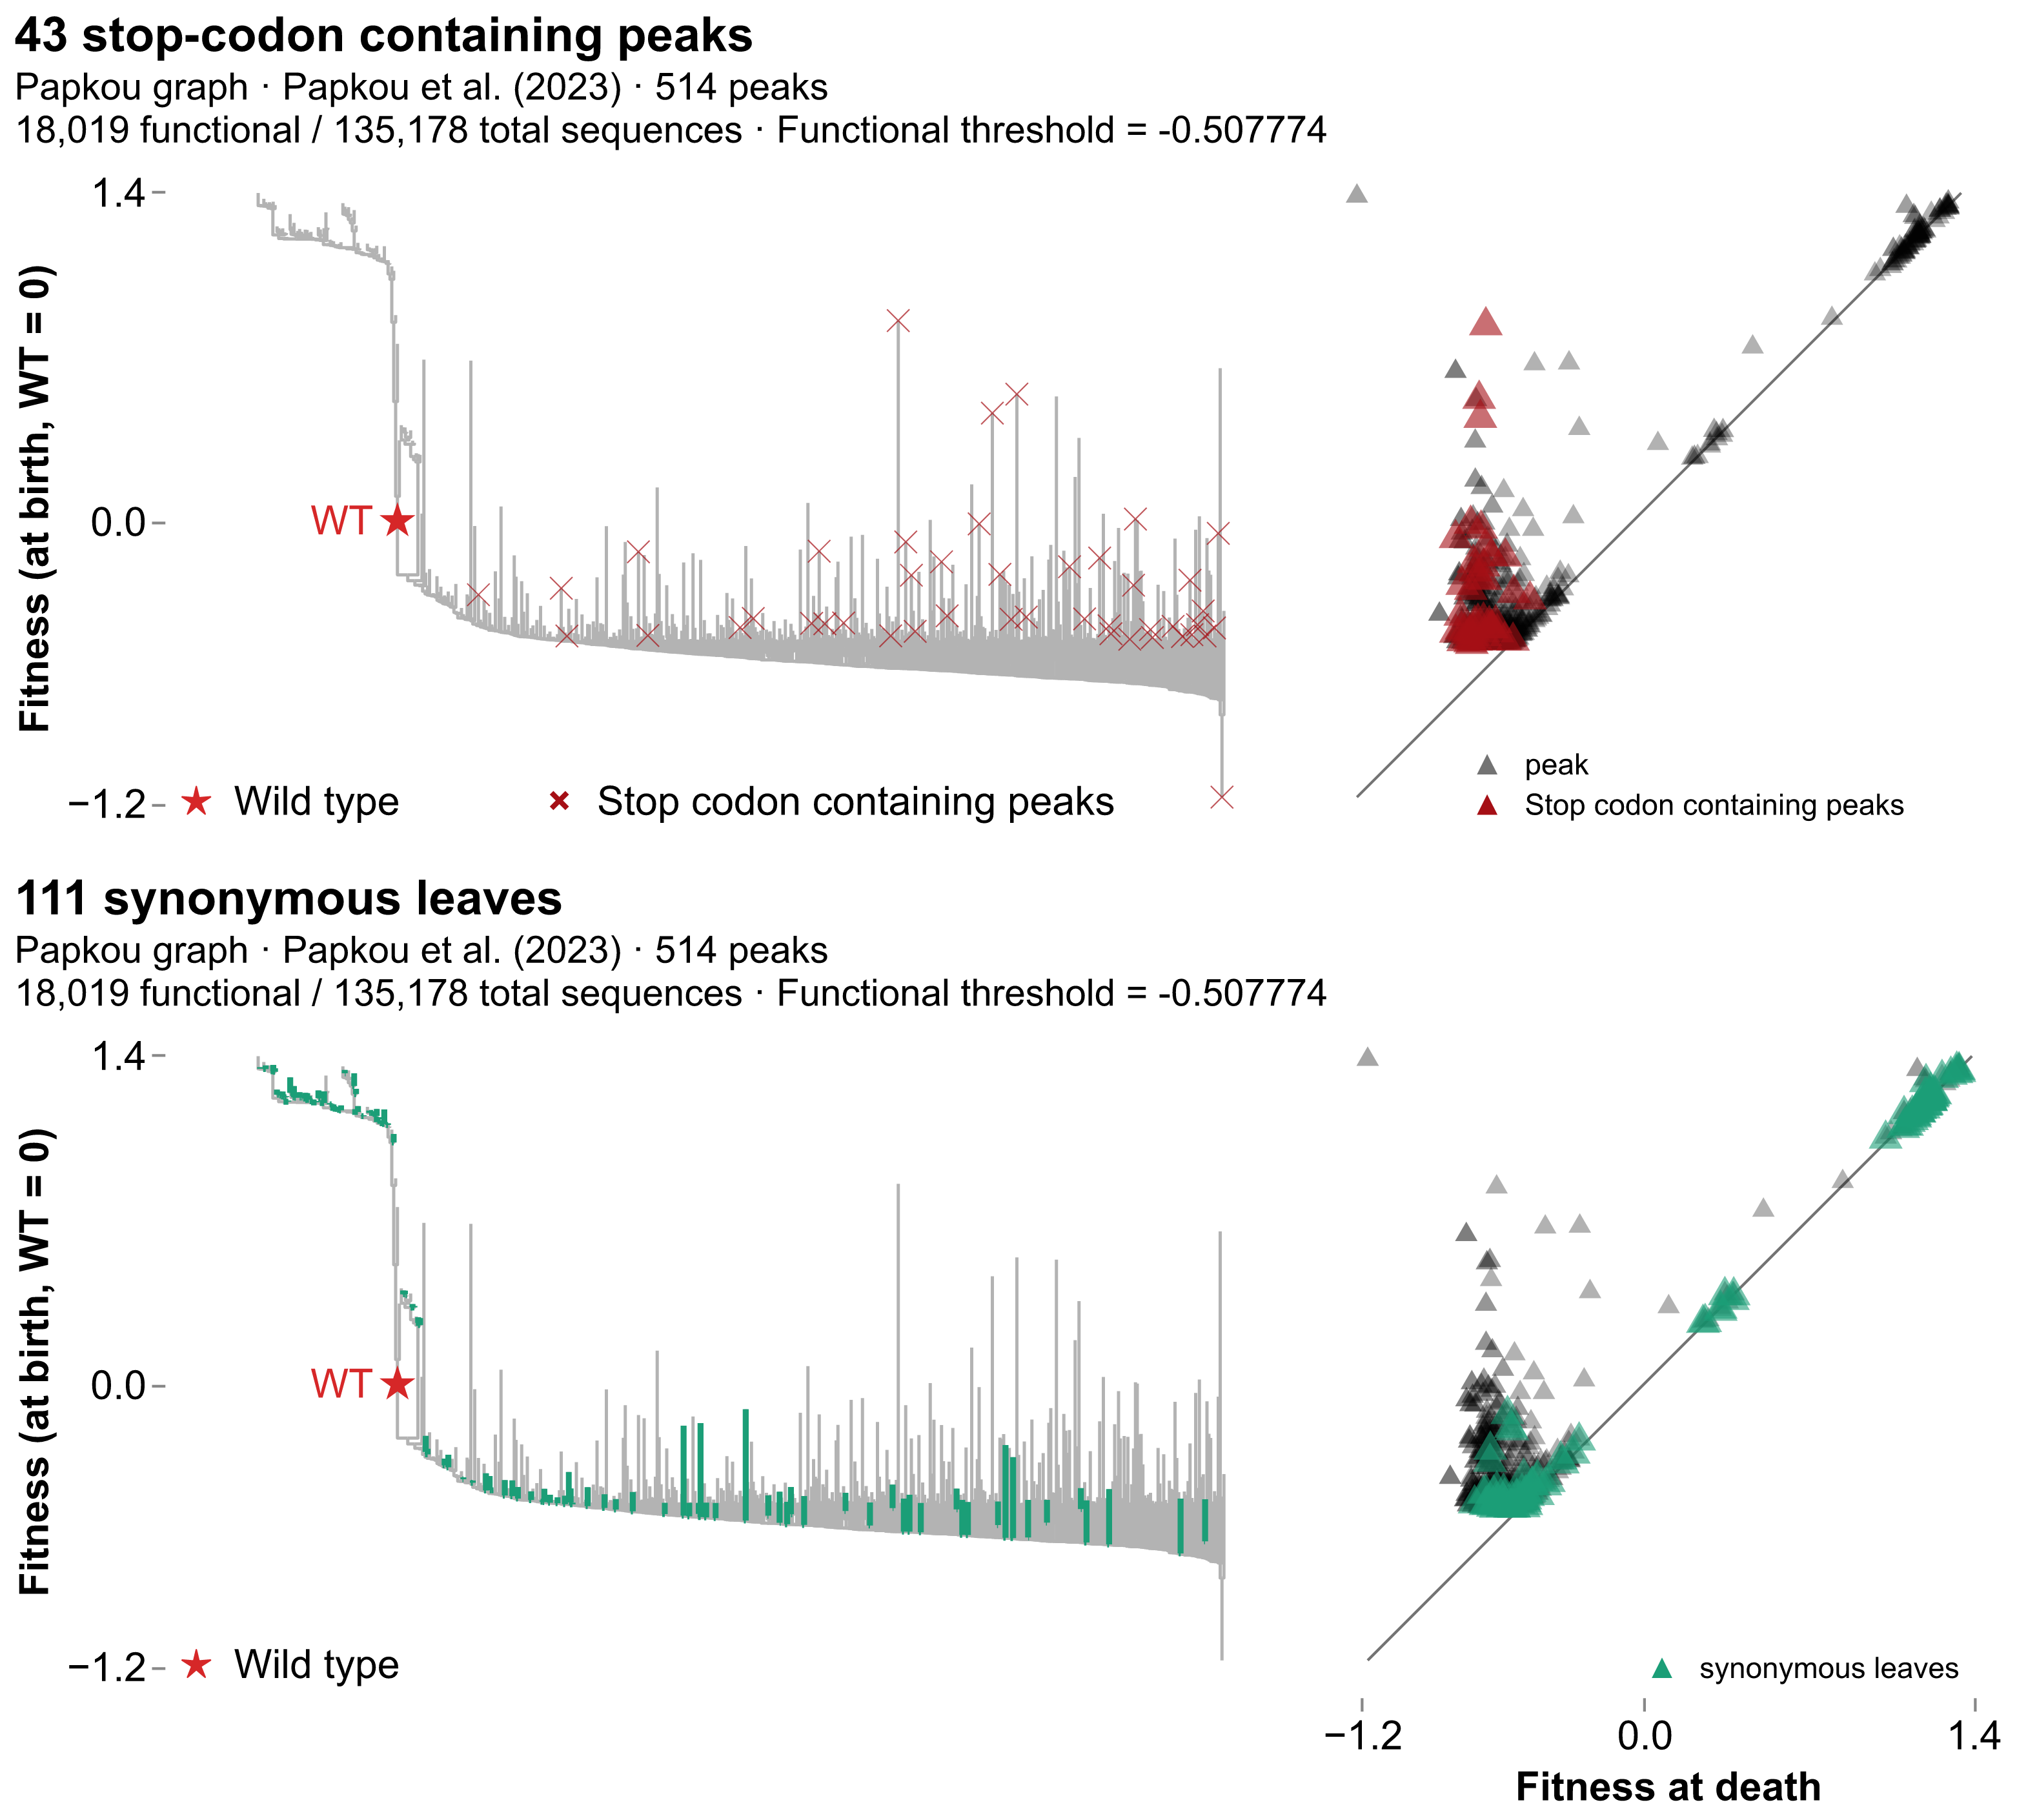 43 stop-codon containing peaks
Papkou graph · Papkou et al. (2023) · 514 peaks
18,019 functional / 135,178 total sequences · Functional threshold = -0.507774
Fitness (at birth, WT = 0)
1.4
0.0
−1.2
WT
Wild type
Stop codon containing peaks
peak
Stop codon containing peaks
111 synonymous leaves
Papkou graph · Papkou et al. (2023) · 514 peaks
18,019 functional / 135,178 total sequences · Functional threshold = -0.507774
Fitness (at birth, WT = 0)
1.4
0.0
−1.2
WT
Wild type
synonymous leaves
−1.2
0.0
1.4
Fitness at death